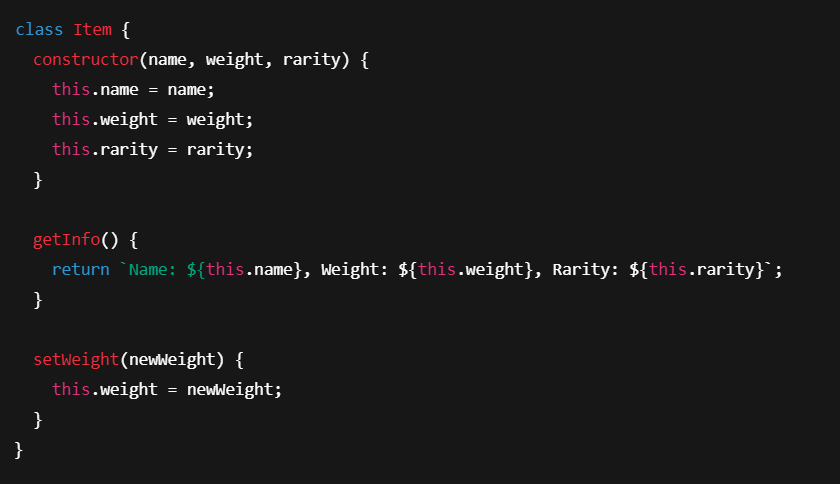 class Item {
  constructor(name, weight, rarity) {
    this.name = name;
    this.weight = weight;
    this.rarity = rarity;
  }

  getInfo() {
    return `Name: ${this.name}, Weight: ${this.weight}, Rarity: ${this.rarity}`;
  }

  setWeight(newWeight) {
    this.weight = newWeight;
  }
}